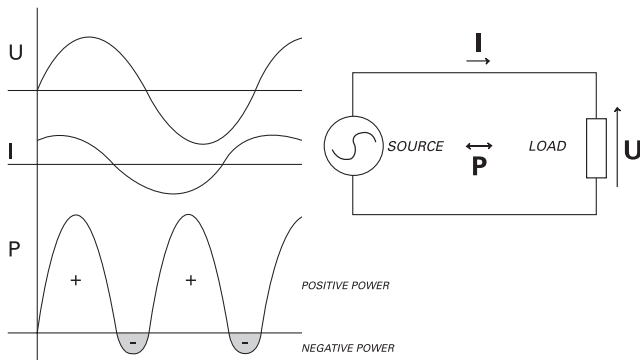 U
I
P
+
+
-
-
POSITIVE POWER
NEGATIVE POWER
I
SOURCE
P
LOAD
U